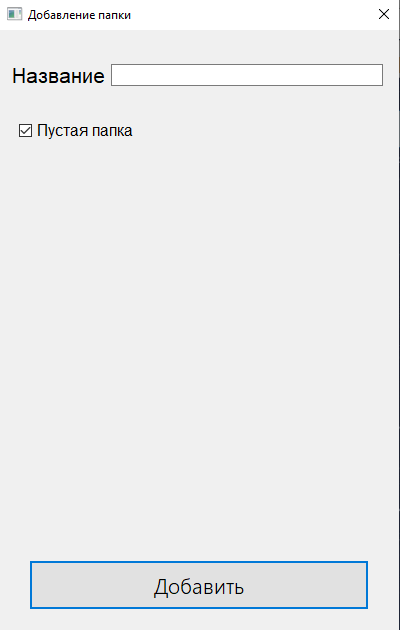 Добавление папки
Название
Пустая папка
Добавить